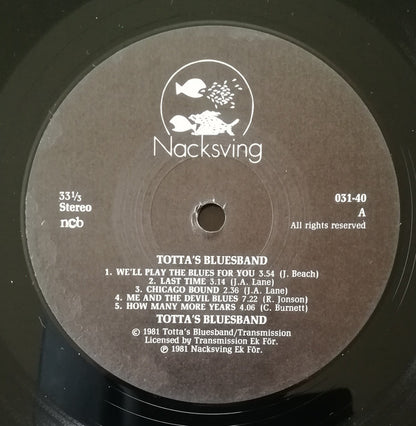 Nacksving
33⅓
Stereo
ncb
031-40
A
All rights reserved
TOTTA'S BLUESBAND
1. WE'LL PLAY THE BLUES FOR YOU 3.54 (J. Beach)
2. LAST TIME 3.14 (J.A. Lane)
3. CHICAGO BOUND 2.36 (J.A. Lane)
4. ME AND THE DEVIL BLUES 7.22 (R. Jonson)
5. HOW MANY MORE YEARS 4.06 (C. Burnett)
TOTTA'S BLUESBAND
© 1981 Totta's Bluesband/Transmission
Licensed by Transmission Ek För.
℗ 1981 Nacksving Ek För.